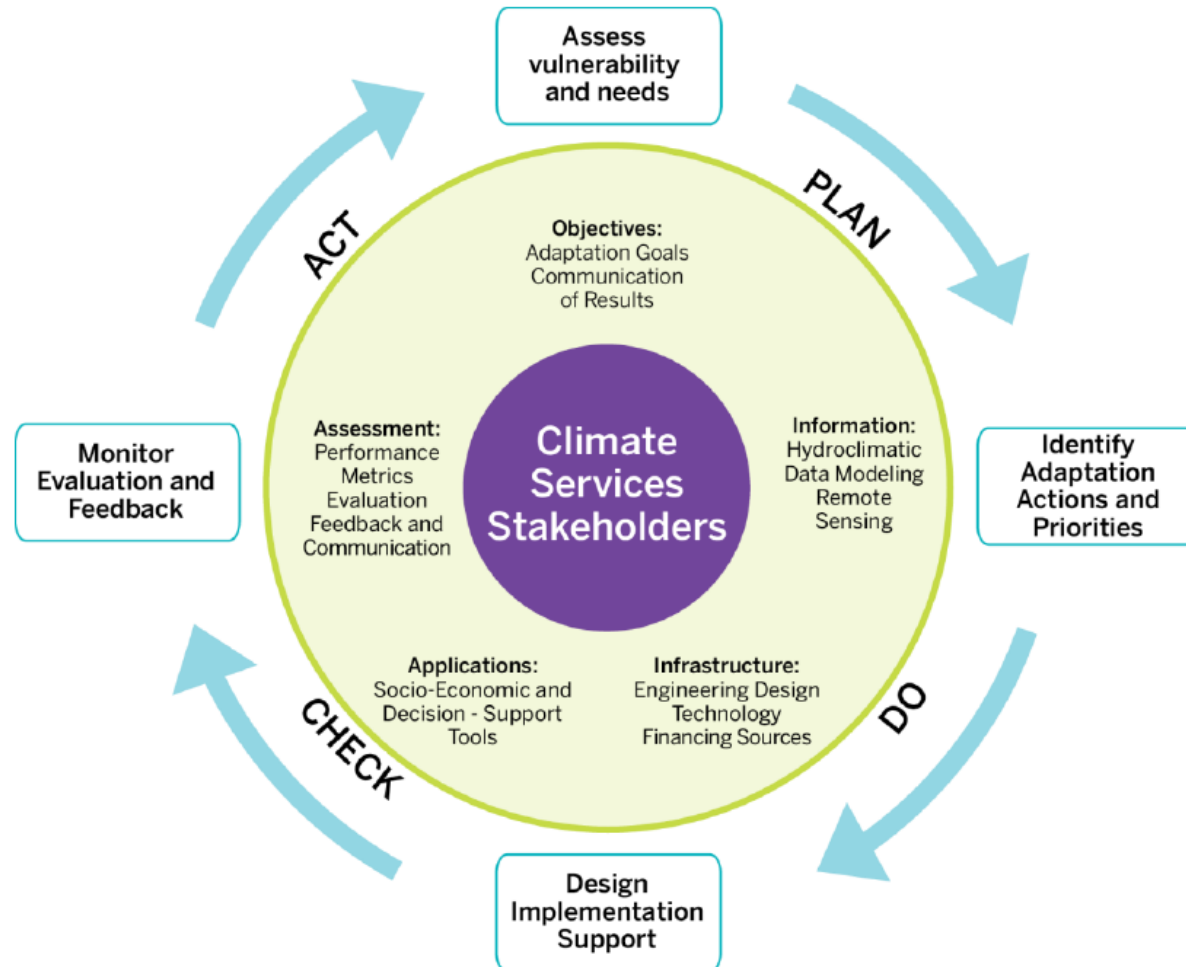 Assess
vulnerability
and needs
PLAN
ACT
Objectives:
Adaptation Goals
Communication
of Results
Climate
Services
Stakeholders
Information:
Hydroclimatic
Data Modeling
Remote
Sensing
Identify
Adaptation
Actions and
Priorities
Assessment:
Performance
Metrics
Evaluation
Feedback and
Communication
Monitor
Evaluation and
Feedback
Applications:
Socio-Economic and
Decision - Support
Tools
Infrastructure:
Engineering Design
Technology
Financing Sources
DO
CHECK
Design
Implementation
Support